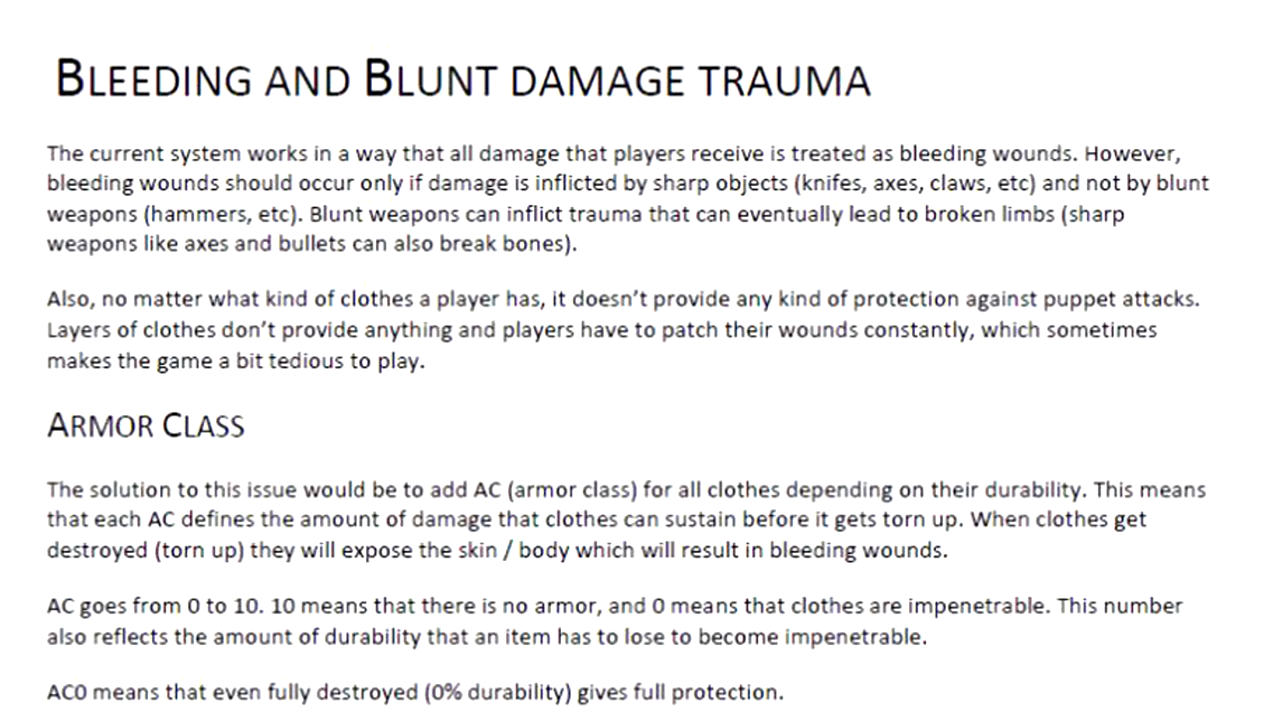 BLEEDING AND BLUNT DAMAGE TRAUMA
The current system works in a way that all damage that players receive is treated as bleeding wounds. However,
bleeding wounds should occur only if damage is inflicted by sharp objects (knifes, axes, claws, etc) and not by blunt
weapons (hammers, etc). Blunt weapons can inflict trauma that can eventually lead to broken limbs (sharp
weapons like axes and bullets can also break bones).
Also, no matter what kind of clothes a player has, it doesn't provide any kind of protection against puppet attacks.
Layers of clothes don't provide anything and players have to patch their wounds constantly, which sometimes
makes the game a bit tedious to play.
ARMOR CLASS
The solution to this issue would be to add AC (armor class) for all clothes depending on their durability. This means
that each AC defines the amount of damage that clothes can sustain before it gets torn up. When clothes get
destroyed (torn up) they will expose the skin / body which will result in bleeding wounds.
AC goes from 0 to 10. 10 means that there is no armor, and 0 means that clothes are impenetrable. This number
also reflects the amount of durability that an item has to lose to become impenetrable.
AC0 means that even fully destroyed (0% durability) gives full protection.